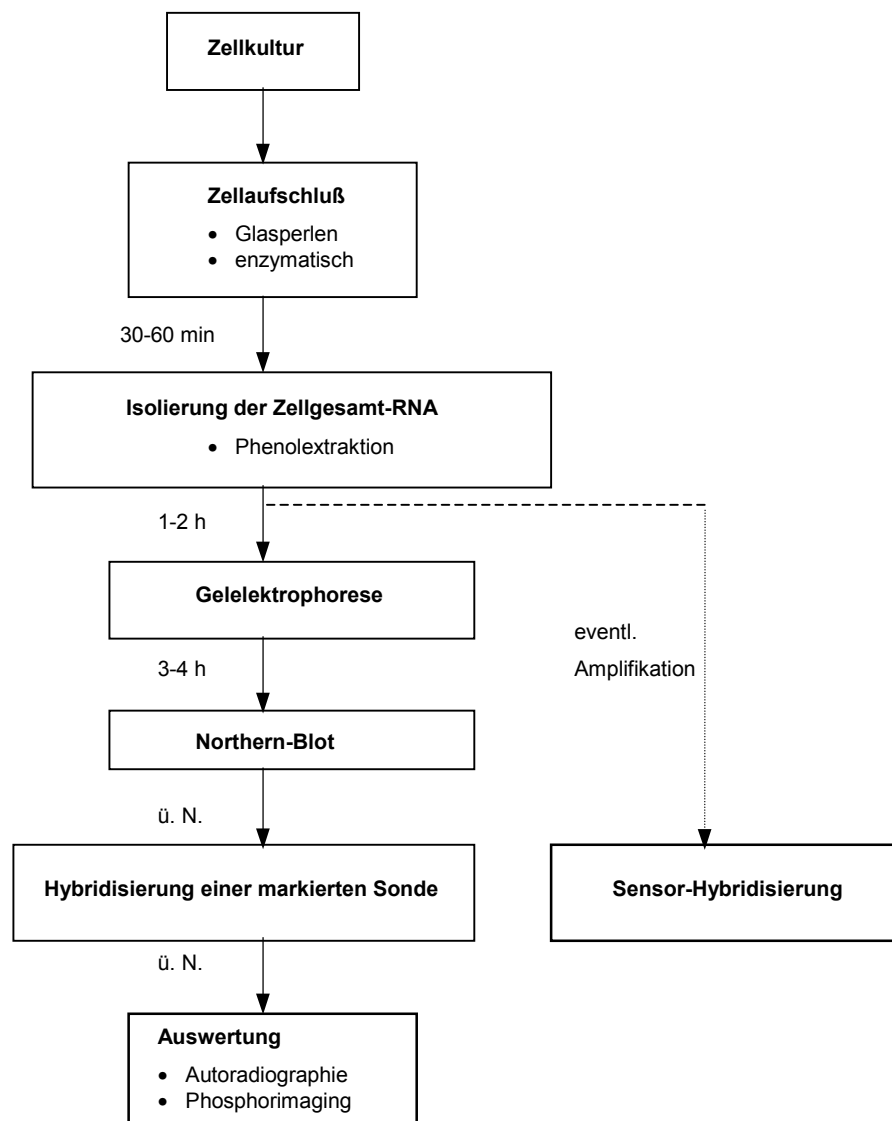 Zellkultur
Zellaufschluß
• Glasperlen
• enzymatisch
30-60 min
Isolierung der Zellgesamt-RNA
• Phenolextraktion
1-2 h
Gelelektrophorese
eventl.
Amplifikation
3-4 h
Northern-Blot
ü. N.
Hybridisierung einer markierten Sonde
Sensor-Hybridisierung
ü. N.
Auswertung
• Autoradiographie
• Phosphorimaging